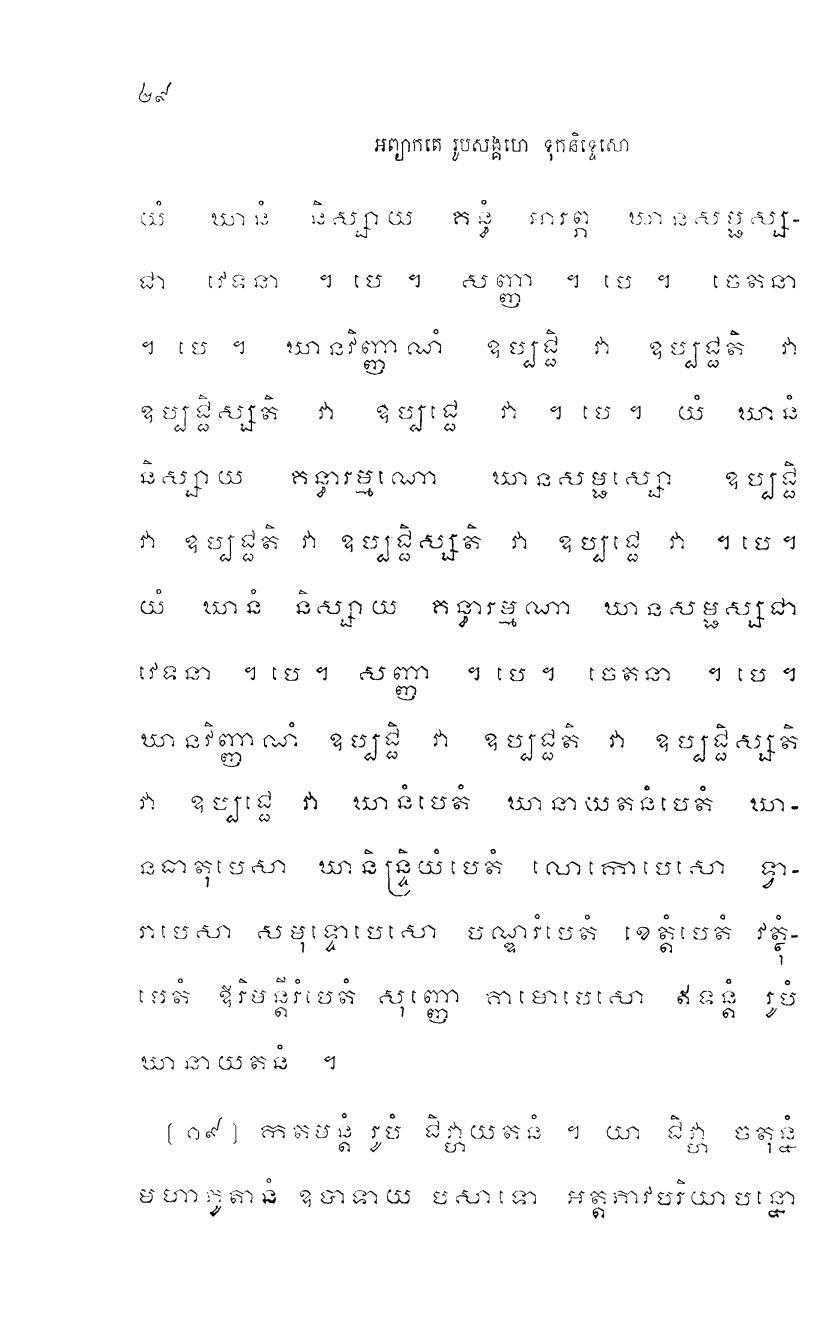 ៤៩
អព្យាកតេ រូបសង្គហេ ទុកនិទ្ទេសោ
យំ ឃានំ និស្សាយ គន្ធំ អារព្ភ ឃានសម្ផស្ស-
ជា វេទនា ។ បេ ។ សញ្ញា ។ បេ ។ ចេតនា
។ បេ ។ ឃានវិញ្ញាណំ ឧប្បជ្ជិ វា ឧប្បជ្ជតិ វា
ឧប្បជ្ជិស្សតិ វា ឧប្បជ្ជេ វា ។ បេ ។ យំ ឃានំ
និស្សាយ គន្ធារម្មណោ ឃានសម្ផស្សោ ឧប្បជ្ជិ
វា ឧប្បជ្ជតិ វា ឧប្បជ្ជិស្សតិ វា ឧប្បជ្ជេ វា ។ បេ ។
យំ ឃានំ និស្សាយ គន្ធារម្មណា ឃានសម្ផស្សជា
វេទនា ។ បេ ។ សញ្ញា ។ បេ ។ ចេតនា ។ បេ ។
ឃានវិញ្ញាណំ ឧប្បជ្ជិ វា ឧប្បជ្ជតិ វា ឧប្បជ្ជិស្សតិ
វា ឧប្បជ្ជេ វា ឃានំបេតំ ឃានាយតនំបេតំ ឃា-
នធាតុបេសា ឃានិន្ទ្រិយំបេតំ លោកោបេសោ ទ្វា-
រាបេសា សមុទ្ទោបេសោ បណ្ឌរំបេតំ ខេត្តំបេតំ វត្ថុំ-
បេតំ ឱរិមន្តីរំបេតំ សុញ្ញោ គាមោបេសោ ឥទន្តំ រូបំ
ឃានាយតនំ ។
[ ១៩ ] កតមន្តំ រូបំ ជិវ្ហាយតនំ ។ យា ជិវ្ហា ចតុន្នំ
មហាភូតានំ ឧបាទាយ បសាទោ អត្តភាវបរិយាបន្នោ